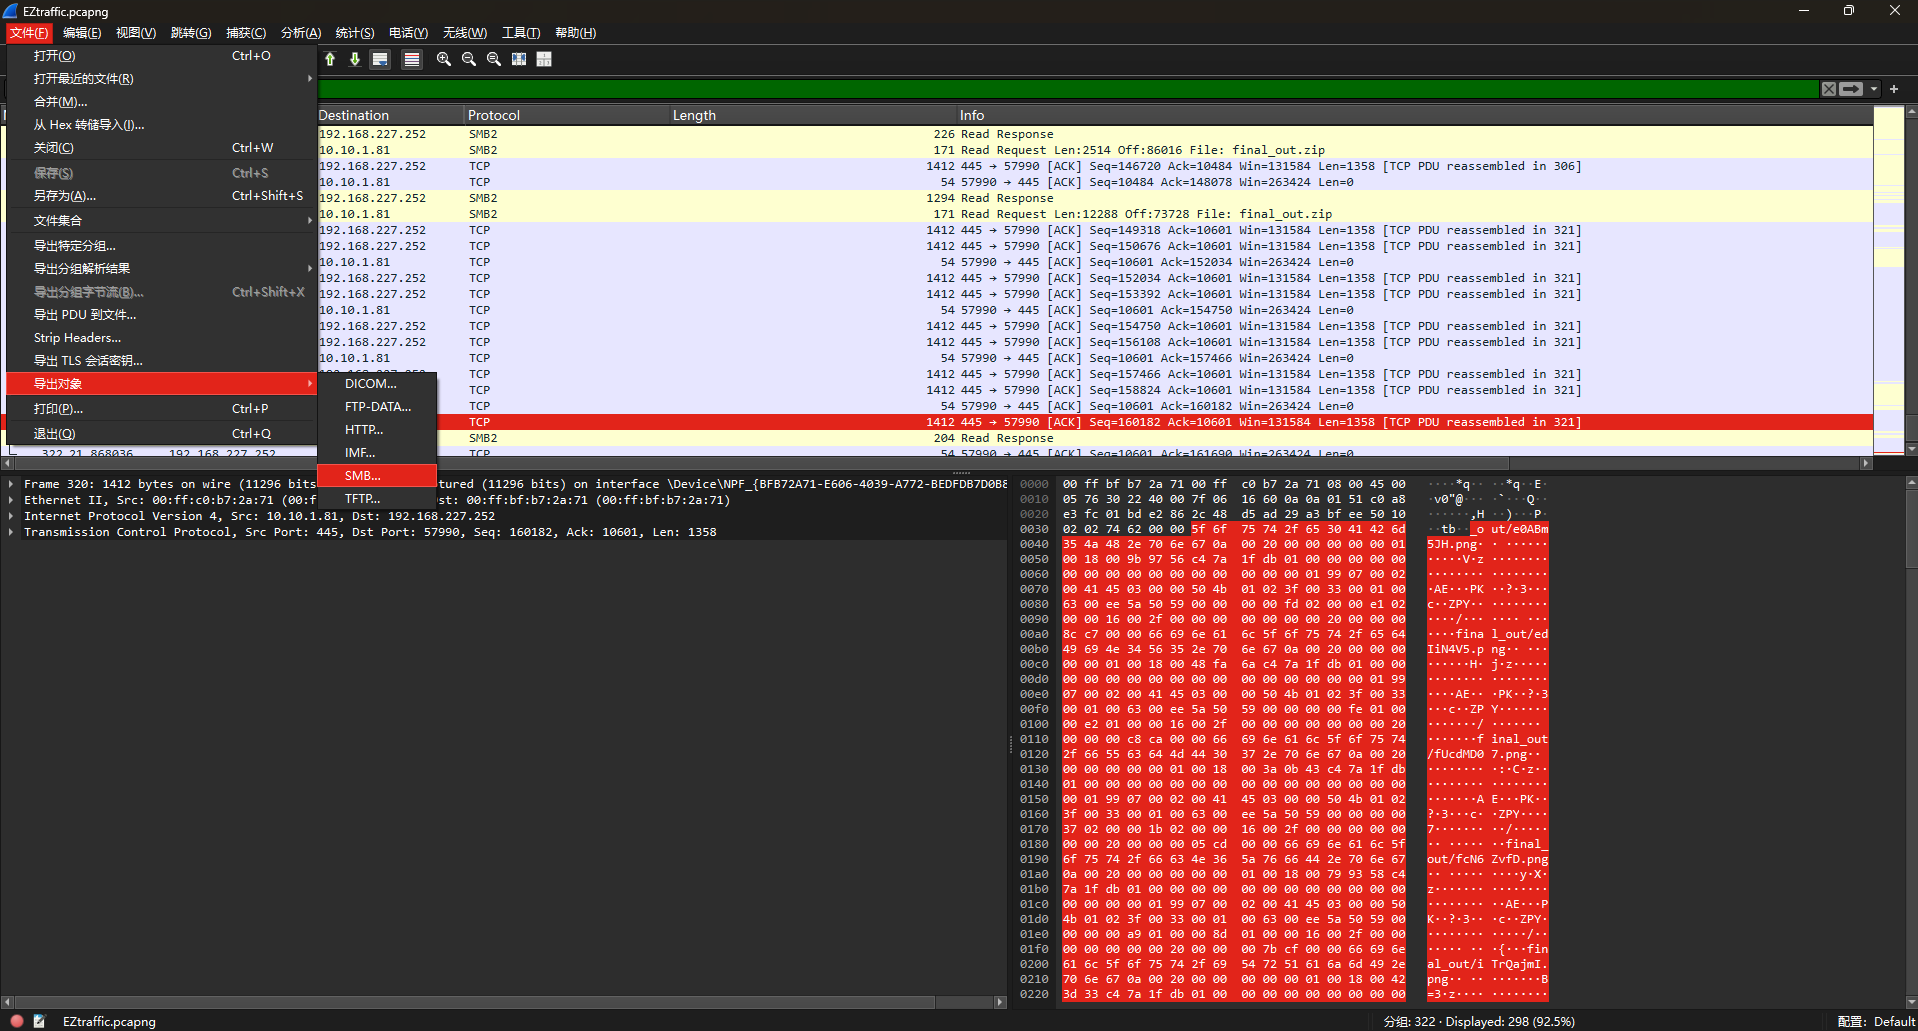 EZtraffic.pcapng
文件(F) 编辑(E) 视图(V) 跳转(G) 捕获(C) 分析(A) 统计(S) 电话(Y) 无线(W) 工具(T) 帮助(H)
打开(O) Ctrl+O
打开最近的文件(R)
合并(M)...
从 Hex 转储导入(I)...
关闭(C) Ctrl+W
保存(S) Ctrl+S
另存为(A)... Ctrl+Shift+S
文件集合
导出特定分组...
导出分组解析结果
导出分组字节流(B)... Ctrl+Shift+X
导出 PDU 到文件...
Strip Headers...
导出 TLS 会话密钥...
导出对象
打印(P)... Ctrl+P
退出(Q) Ctrl+Q
DICOM...
FTP-DATA...
HTTP...
IMF...
SMB...
TFTP...
Destination Protocol Length Info
192.168.227.252 SMB2 226 Read Response
10.10.1.81 SMB2 171 Read Request Len:2514 Off:86016 File: final_out.zip
192.168.227.252 TCP 1412 445 → 57990 [ACK] Seq=146720 Ack=10484 Win=131584 Len=1358 [TCP PDU reassembled in 306]
10.10.1.81 TCP 54 57990 → 445 [ACK] Seq=10484 Ack=148078 Win=263424 Len=0
192.168.227.252 SMB2 1294 Read Response
10.10.1.81 SMB2 171 Read Request Len:12288 Off:73728 File: final_out.zip
192.168.227.252 TCP 1412 445 → 57990 [ACK] Seq=149318 Ack=10601 Win=131584 Len=1358 [TCP PDU reassembled in 321]
192.168.227.252 TCP 1412 445 → 57990 [ACK] Seq=150676 Ack=10601 Win=131584 Len=1358 [TCP PDU reassembled in 321]
10.10.1.81 TCP 54 57990 → 445 [ACK] Seq=10601 Ack=152034 Win=263424 Len=0
192.168.227.252 TCP 1412 445 → 57990 [ACK] Seq=152034 Ack=10601 Win=131584 Len=1358 [TCP PDU reassembled in 321]
192.168.227.252 TCP 1412 445 → 57990 [ACK] Seq=153392 Ack=10601 Win=131584 Len=1358 [TCP PDU reassembled in 321]
10.10.1.81 TCP 54 57990 → 445 [ACK] Seq=10601 Ack=154750 Win=263424 Len=0
192.168.227.252 TCP 1412 445 → 57990 [ACK] Seq=154750 Ack=10601 Win=131584 Len=1358 [TCP PDU reassembled in 321]
192.168.227.252 TCP 1412 445 → 57990 [ACK] Seq=156108 Ack=10601 Win=131584 Len=1358 [TCP PDU reassembled in 321]
10.10.1.81 TCP 54 57990 → 445 [ACK] Seq=10601 Ack=157466 Win=263424 Len=0
TCP 1412 445 → 57990 [ACK] Seq=157466 Ack=10601 Win=131584 Len=1358 [TCP PDU reassembled in 321]
TCP 1412 445 → 57990 [ACK] Seq=158824 Ack=10601 Win=131584 Len=1358 [TCP PDU reassembled in 321]
TCP 54 57990 → 445 [ACK] Seq=10601 Ack=160182 Win=263424 Len=0
TCP 1412 445 → 57990 [ACK] Seq=160182 Ack=10601 Win=131584 Len=1358 [TCP PDU reassembled in 321]
SMB2 204 Read Response
322 21.868036 192.168.227.252 TCP 54 57990 → 445 [ACK] Seq=10601 Ack=161690 Win=263424 Len=0
Frame 320: 1412 bytes on wire (11296 bits tured (11296 bits) on interface \Device\NPF_{BFB72A71-E606-4039-A772-BEDFDB7D0B8
Ethernet II, Src: 00:ff:c0:b7:2a:71 (00:f st: 00:ff:bf:b7:2a:71 (00:ff:bf:b7:2a:71)
Internet Protocol Version 4, Src: 10.10.1.81, Dst: 192.168.227.252
Transmission Control Protocol, Src Port: 445, Dst Port: 57990, Seq: 160182, Ack: 10601, Len: 1358
0000 00 ff bf b7 2a 71 00 ff c0 b7 2a 71 08 00 45 00 ····*q·· ··*q··E·
0010 05 76 30 22 40 00 7f 06 16 60 0a 0a 01 51 c0 a8 ·v0"@··· ·`···Q··
0020 e3 fc 01 bd e2 86 2c 48 d5 ad 29 a3 bf ee 50 10 ······,H ··)···P·
0030 02 02 74 62 00 00 5f 6f 75 74 2f 65 30 41 42 6d ··tb··_o ut/e0ABm
0040 35 4a 48 2e 70 6e 67 0a 00 20 00 00 00 00 00 01 5JH.png· · ······
0050 00 18 00 9b 97 56 c4 7a 1f db 01 00 00 00 00 00 ·····V·z ········
0060 00 00 00 00 00 00 00 00 00 00 00 01 99 07 00 02 ········ ········
0070 00 41 45 03 00 00 50 4b 01 02 3f 00 33 00 01 00 ·AE···PK ··?·3···
0080 63 00 ee 5a 50 59 00 00 00 00 fd 02 00 00 e1 02 c··ZPY·· ········
0090 00 00 16 00 2f 00 00 00 00 00 00 00 20 00 00 00 ····/··· ···· ···
00a0 8c c7 00 00 66 69 6e 61 6c 5f 6f 75 74 2f 65 64 ····fina l_out/ed
00b0 49 69 4e 34 56 35 2e 70 6e 67 0a 00 20 00 00 00 IiN4V5.p ng·· ···
00c0 00 00 01 00 18 00 48 fa 6a c4 7a 1f db 01 00 00 ······H· j·z·····
00d0 00 00 00 00 00 00 00 00 00 00 00 00 00 00 01 99 ········ ········
00e0 07 00 02 00 41 45 03 00 00 50 4b 01 02 3f 00 33 ····AE·· ·PK··?·3
00f0 00 01 00 63 00 ee 5a 50 59 00 00 00 00 fe 01 00 ···c··ZP Y·······
0100 00 e2 01 00 00 16 00 2f 00 00 00 00 00 00 00 20 ·······/ ·······
0110 00 00 00 c8 ca 00 00 66 69 6e 61 6c 5f 6f 75 74 ·······f inal_out
0120 2f 66 55 63 64 4d 44 30 37 2e 70 6e 67 0a 00 20 /fUcdMD0 7.png··
0130 00 00 00 00 00 01 00 18 00 3a 0b 43 c4 7a 1f db ········ ·:·C·z··
0140 01 00 00 00 00 00 00 00 00 00 00 00 00 00 00 00 ········ ········
0150 00 01 99 07 00 02 00 41 45 03 00 00 50 4b 01 02 ·······A E···PK··
0160 3f 00 33 00 01 00 63 00 ee 5a 50 59 00 00 00 00 ?·3···c· ·ZPY····
0170 37 02 00 00 1b 02 00 00 16 00 2f 00 00 00 00 00 7······· ··/·····
0180 00 00 20 00 00 00 05 cd 00 00 66 69 6e 61 6c 5f ·· ····· ··final_
0190 6f 75 74 2f 66 63 4e 36 5a 76 66 44 2e 70 6e 67 out/fcN6 ZvfD.png
01a0 0a 00 20 00 00 00 00 00 01 00 18 00 79 93 58 c4 ·· ····· ····y·X·
01b0 7a 1f db 01 00 00 00 00 00 00 00 00 00 00 00 00 z······· ········
01c0 00 00 00 00 01 99 07 00 02 00 41 45 03 00 00 50 ········ ··AE···P
01d0 4b 01 02 3f 00 33 00 01 00 63 00 ee 5a 50 59 00 K··?·3·· ·c··ZPY·
01e0 00 00 00 a9 01 00 00 8d 01 00 00 16 00 2f 00 00 ········ ·····/··
01f0 00 00 00 00 00 20 00 00 00 7b cf 00 00 66 69 6e ····· ·· ·{···fin
0200 61 6c 5f 6f 75 74 2f 69 54 72 51 61 6a 6d 49 2e al_out/i TrQajmI.
0210 70 6e 67 0a 00 20 00 00 00 00 00 01 00 18 00 42 png·· ·· ·······B
0220 3d 33 c4 7a 1f db 01 00 00 00 00 00 00 00 00 00 =3·z···· ········
EZtraffic.pcapng 分组: 322 · Displayed: 298 (92.5%) 配置: Default